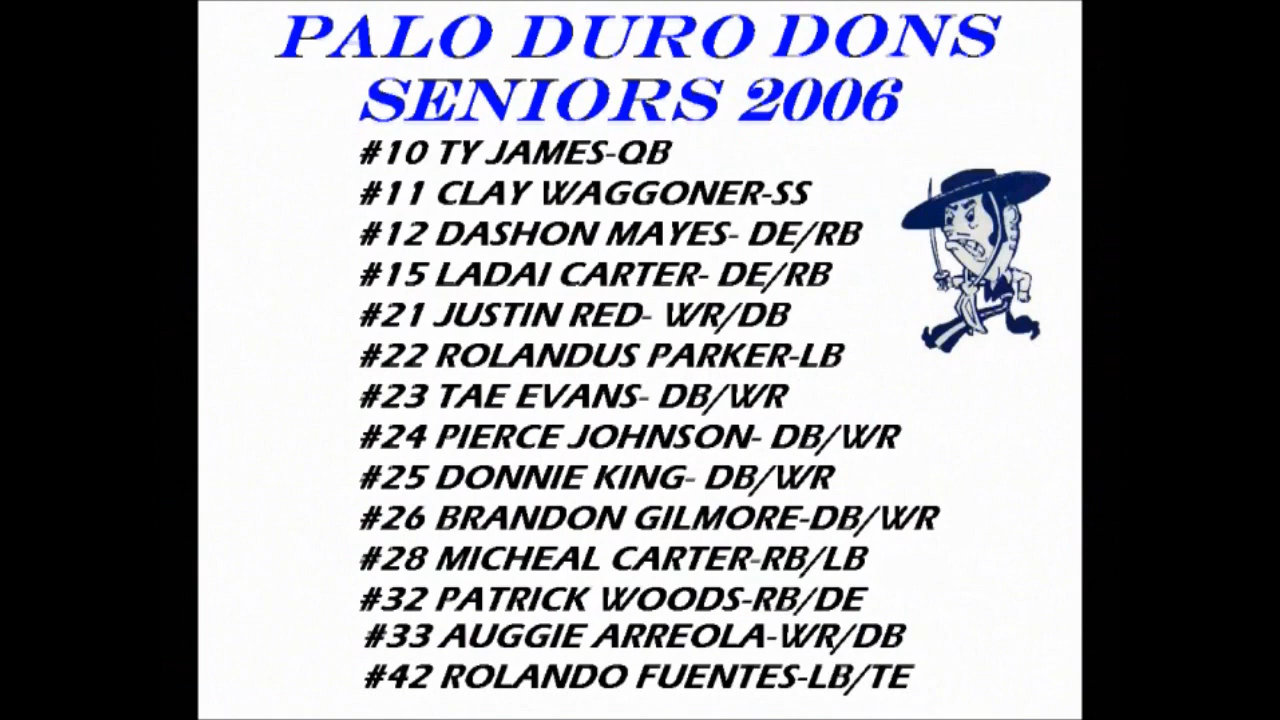 PALO DURO DONS
SENIORS 2006
#10 TY JAMES-QB
#11 CLAY WAGGONER-SS
#12 DASHON MAYES- DE/RB
#15 LADAI CARTER- DE/RB
#21 JUSTIN RED- WR/DB
#22 ROLANDUS PARKER-LB
#23 TAE EVANS- DB/WR
#24 PIERCE JOHNSON- DB/WR
#25 DONNIE KING- DB/WR
#26 BRANDON GILMORE-DB/WR
#28 MICHEAL CARTER-RB/LB
#32 PATRICK WOODS-RB/DE
#33 AUGGIE ARREOLA-WR/DB
#42 ROLANDO FUENTES-LB/TE